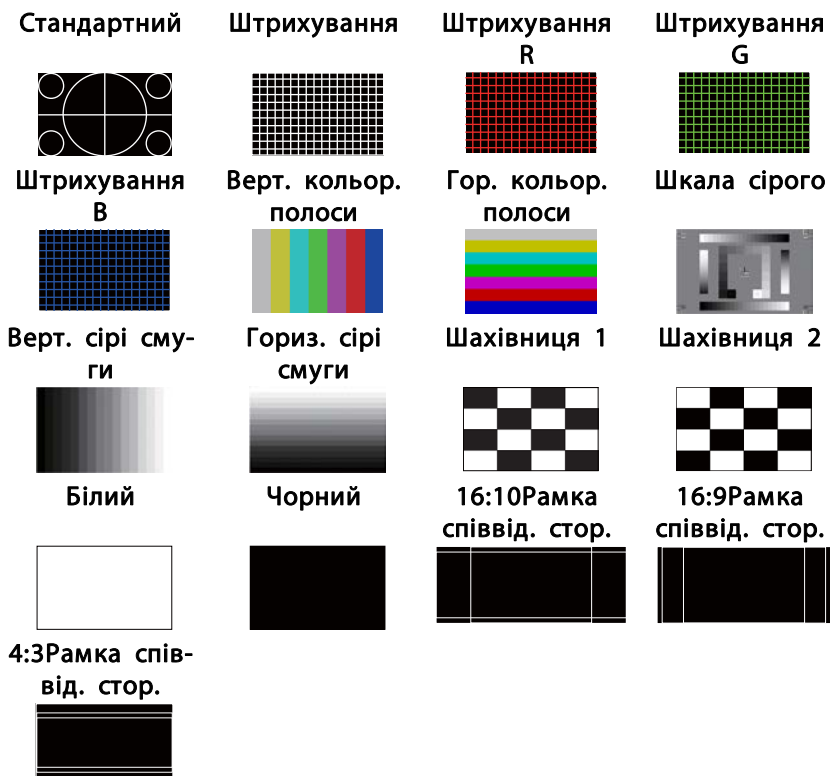 Стандартний
Штрихування
Штрихування
R
Штрихування
G
Штрихування
B
Верт. кольор.
полоси
Гор. кольор.
полоси
Шкала сірого
Верт. сірі сму-
ги
Гориз. сірі
смуги
Шахівниця 1
Шахівниця 2
Білий
Чорний
16:10Рамка
співвід. стор.
16:9Рамка
співвід. стор.
4:3Рамка спів-
від. стор.